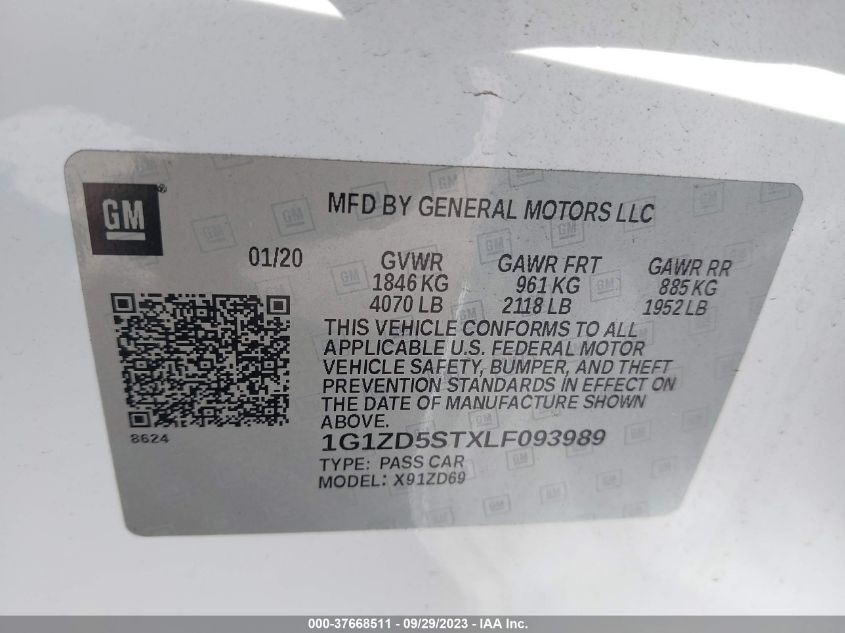 GM
MFD BY GENERAL MOTORS LLC
01/20
GVWR
1846 KG
4070 LB
GAWR FRT
961 KG
2118 LB
GAWR RR
885 KG
1952 LB
THIS VEHICLE CONFORMS TO ALL
APPLICABLE U.S. FEDERAL MOTOR
VEHICLE SAFETY, BUMPER, AND THEFT
PREVENTION STANDARDS IN EFFECT ON
THE DATE OF MANUFACTURE SHOWN
ABOVE.
8624
1G1ZD5STXLF093989
TYPE: PASS CAR
MODEL: X91ZD69
000-37668511 - 09/29/2023 - IAA Inc.